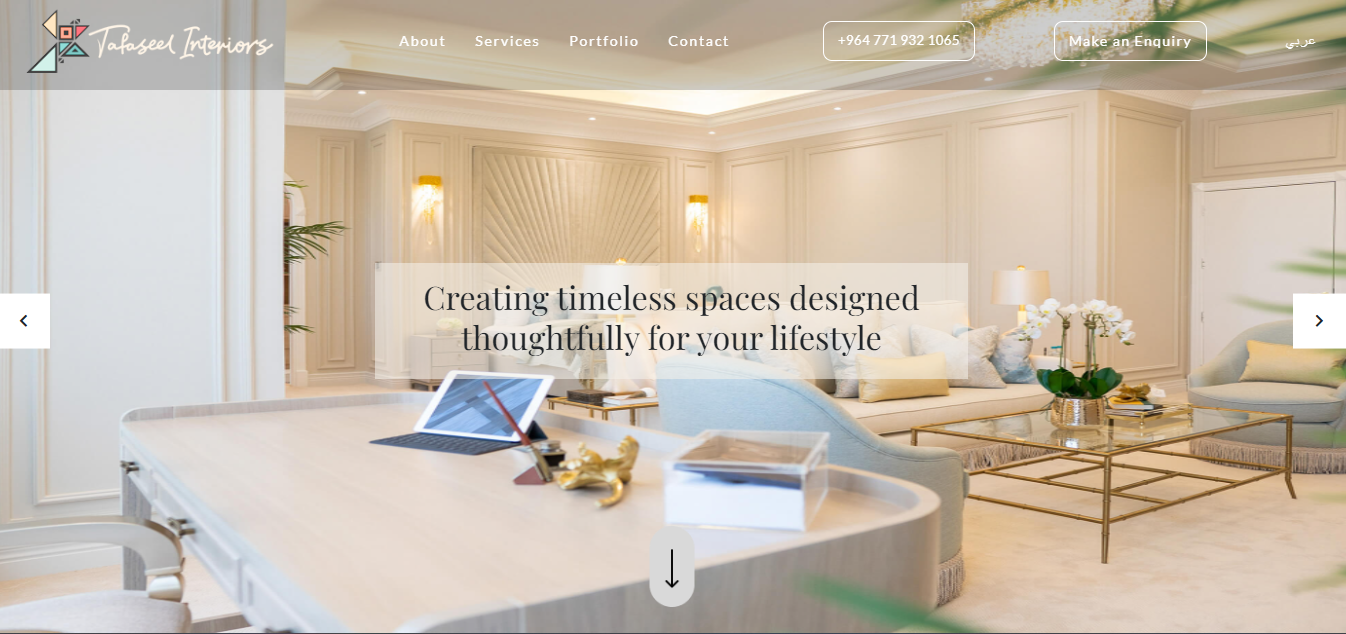 Tafaseel Interiors
About
Services
Portfolio
Contact
+964 771 932 1065
Make an Enquiry
عربي
Creating timeless spaces designed
thoughtfully for your lifestyle